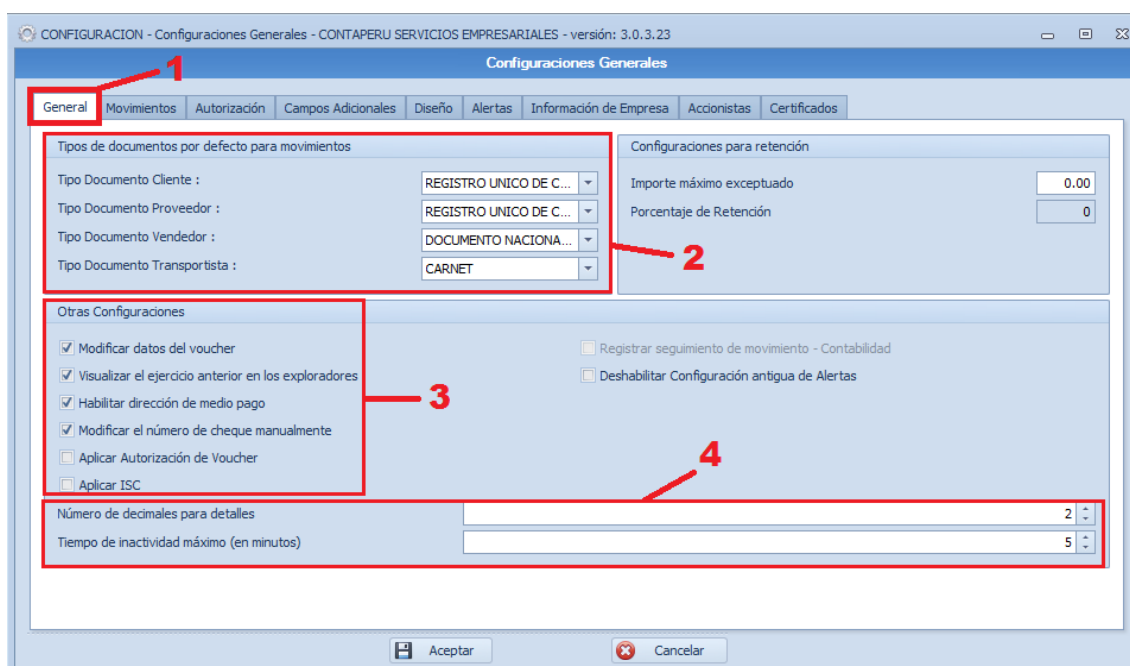 CONFIGURACION - Configuraciones Generales - CONTAPERU SERVICIOS EMPRESARIALES - versión: 3.0.3.23
Configuraciones Generales
1
General Movimientos Autorización Campos Adicionales Diseño Alertas Información de Empresa Accionistas Certificados
Tipos de documentos por defecto para movimientos
Tipo Documento Cliente : REGISTRO UNICO DE C...
Tipo Documento Proveedor : REGISTRO UNICO DE C...
Tipo Documento Vendedor : DOCUMENTO NACIONA...
Tipo Documento Transportista : CARNET
2
Configuraciones para retención
Importe máximo exceptuado 0.00
Porcentaje de Retención 0
Otras Configuraciones
Modificar datos del voucher
Visualizar el ejercicio anterior en los exploradores
Habilitar dirección de medio pago
Modificar el número de cheque manualmente
Aplicar Autorización de Voucher
Aplicar ISC
3
Registrar seguimiento de movimiento - Contabilidad
Deshabilitar Configuración antigua de Alertas
4
Número de decimales para detalles 2
Tiempo de inactividad máximo (en minutos) 5
Aceptar Cancelar